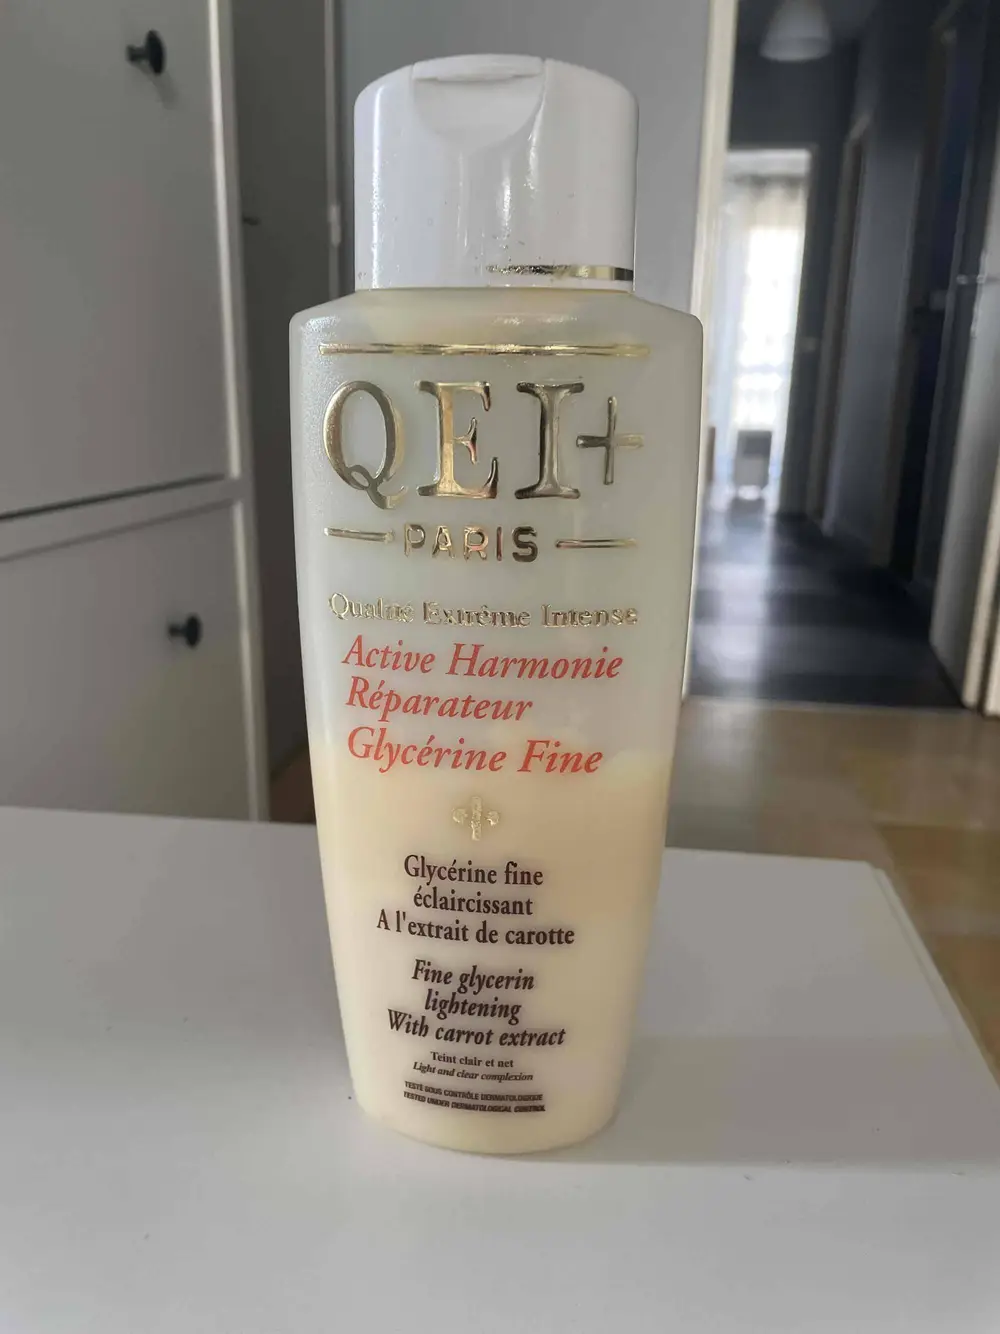 QEI+
PARIS
Qualité Extrême Intense
Active Harmonie
Réparateur
Glycérine Fine
Glycérine fine
éclaircissant
A l'extrait de carotte
Fine glycerin
lightening
With carrot extract
Teint clair et net
Light and clear complexion
TESTÉ SOUS CONTRÔLE DERMATOLOGIQUE
TESTED UNDER DERMATOLOGICAL CONTROL